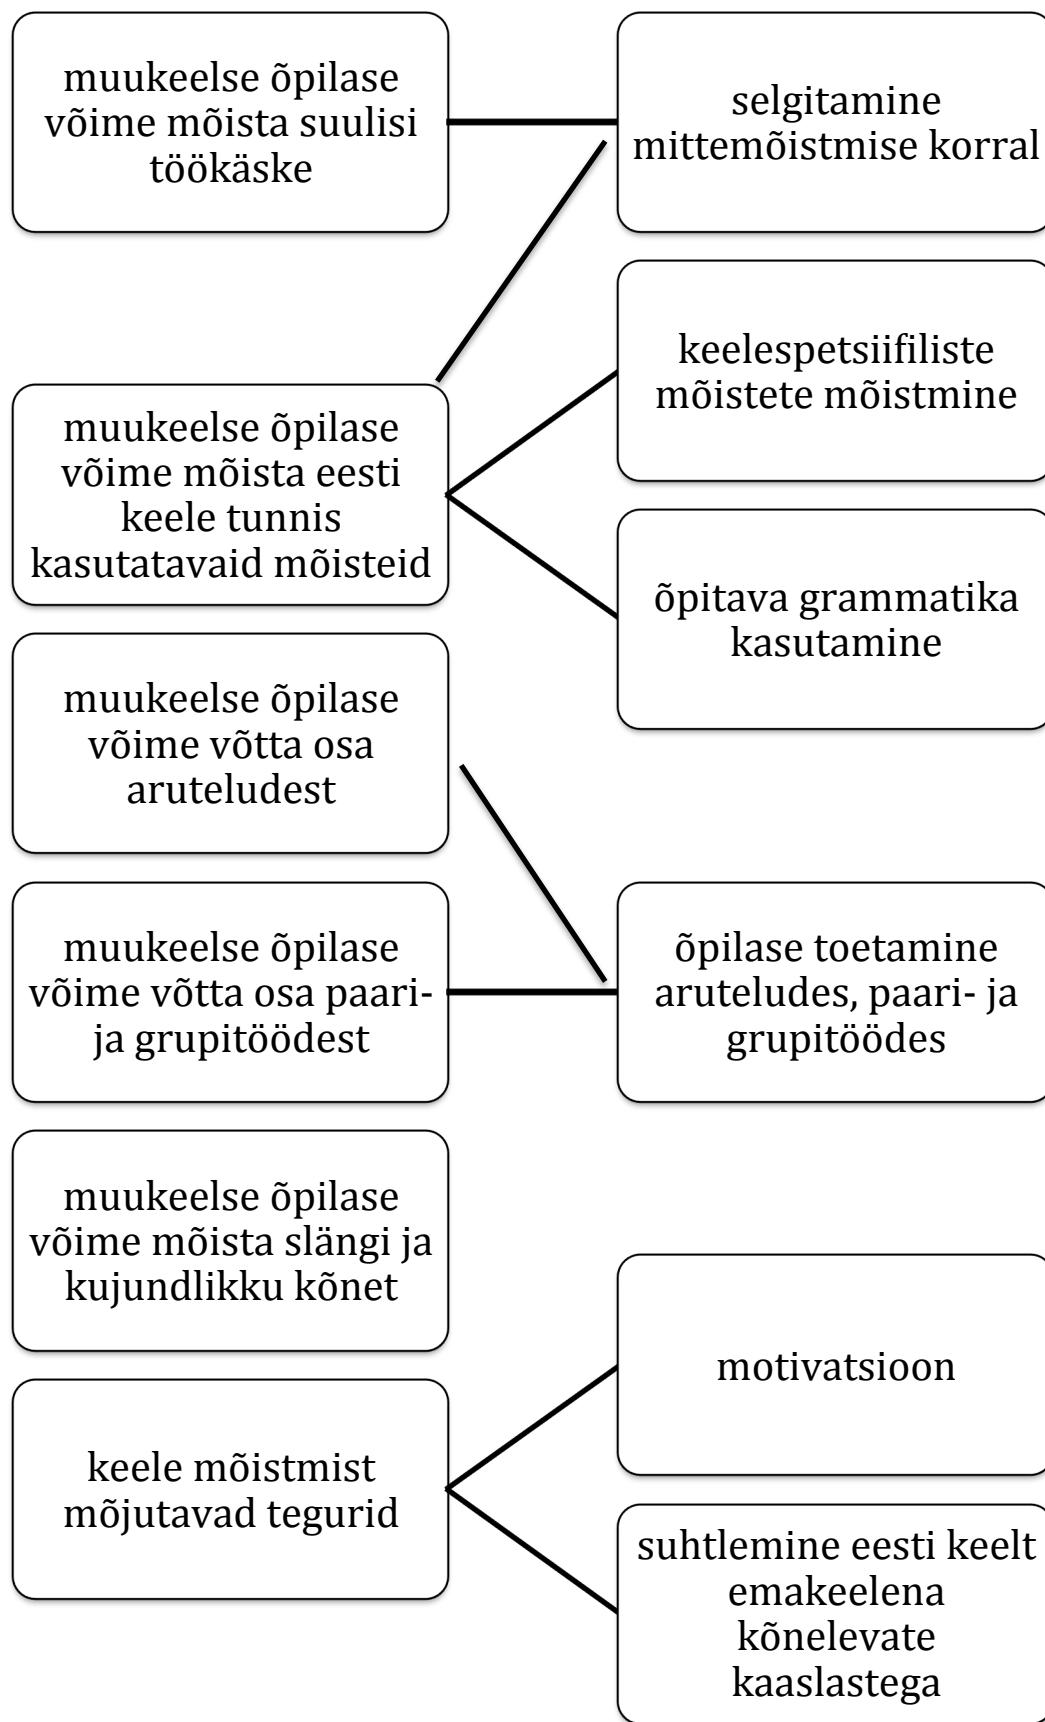 muukeelse õpilase
võime mõista suulisi
töökäske
selgitamine
mittemõistmise korral
keelespetsiifiliste
mõistete mõistmine
muukeelse õpilase
võime mõista eesti
keele tunnis
kasutatavaid mõisteid
õpitava grammatika
kasutamine
muukeelse õpilase
võime võtta osa
aruteludest
muukeelse õpilase
võime võtta osa paari-
ja grupitöödest
õpilase toetamine
aruteludes, paari- ja
grupitöödes
muukeelse õpilase
võime mõista slängi ja
kujundlikku kõnet
motivatsioon
keele mõistmist
mõjutavad tegurid
suhtlemine eesti keelt
emakeelena
kõnelevate
kaaslastega